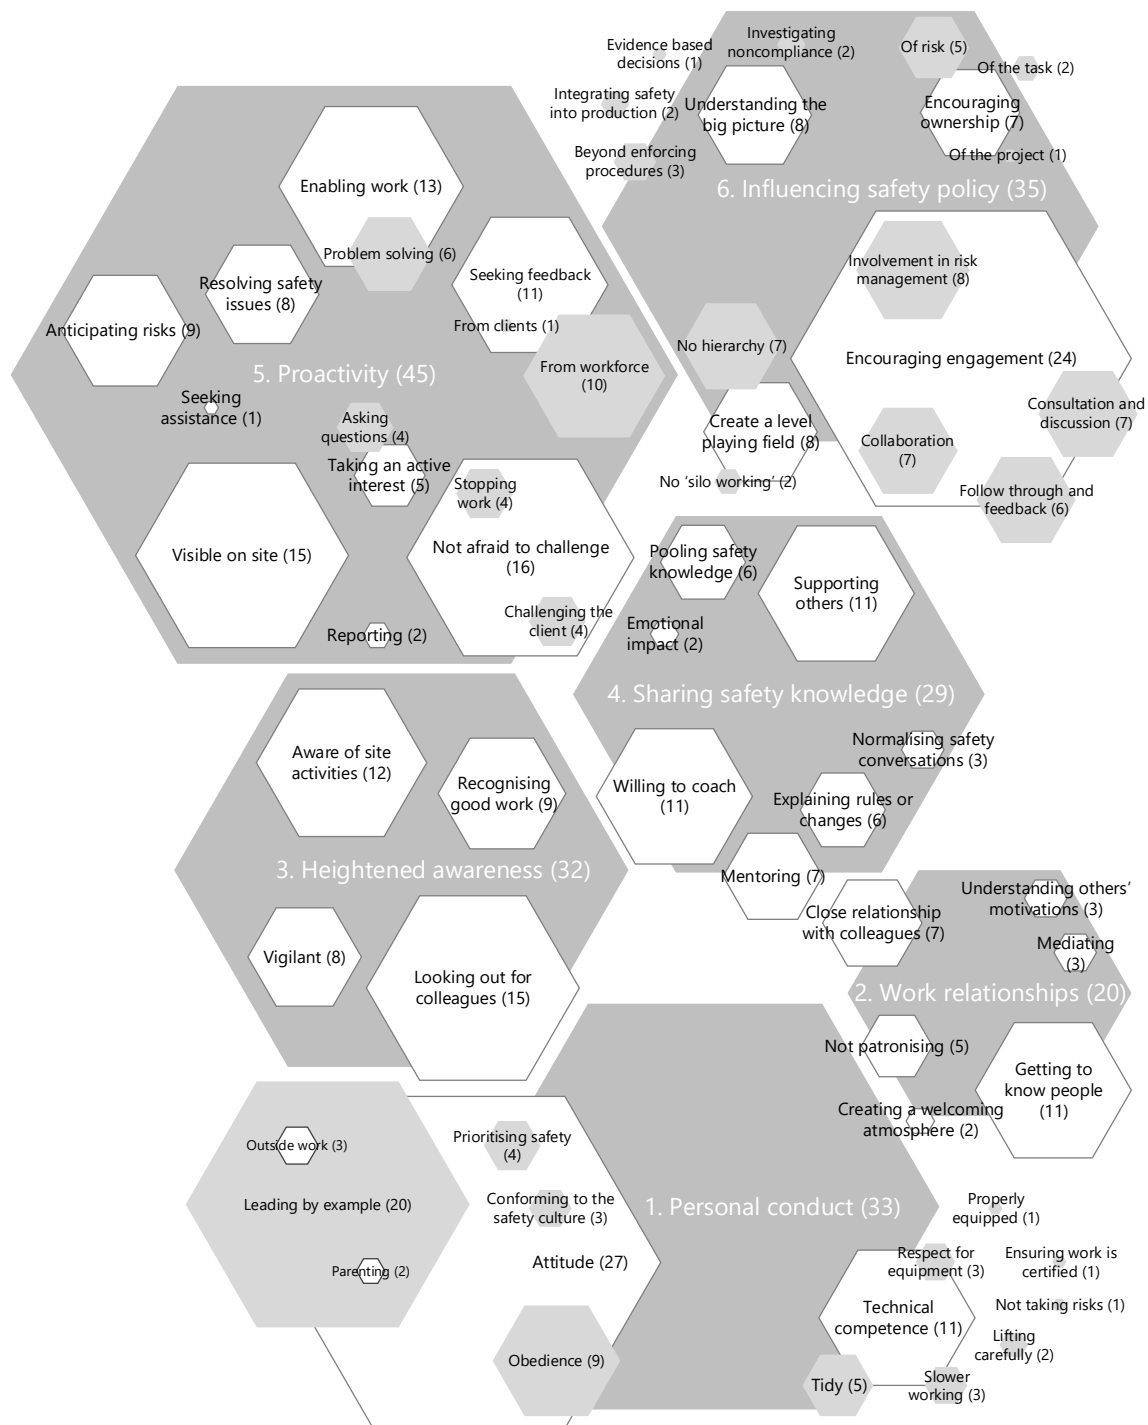 Evidence based
decisions (1)
Investigating
noncompliance (2)
Of risk (5)
Of the task (2)
Integrating safety
into production (2)
Understanding the
big picture (8)
Encouraging
ownership (7)
Beyond enforcing
procedures (3)
Of the project (1)
6. Influencing safety policy (35)
Involvement in risk
management (8)
No hierarchy (7)
Encouraging engagement (24)
Create a level
playing field (8)
Consultation and
discussion (7)
Collaboration
(7)
No ‘silo working’ (2)
Follow through and
feedback (6)
Enabling work (13)
Problem solving (6)
Resolving safety
issues (8)
Seeking feedback
(11)
From clients (1)
Anticipating risks (9)
5. Proactivity (45)
From workforce
(10)
Seeking
assistance (1)
Asking
questions (4)
Taking an active
interest (5)
Stopping
work (4)
Visible on site (15)
Not afraid to challenge
(16)
Challenging the
client (4)
Reporting (2)
Pooling safety
knowledge (6)
Supporting
others (11)
Emotional
impact (2)
4. Sharing safety knowledge (29)
Normalising safety
conversations (3)
Willing to coach
(11)
Explaining rules or
changes (6)
Mentoring (7)
Aware of site
activities (12)
Recognising
good work (9)
3. Heightened awareness (32)
Vigilant (8)
Looking out for
colleagues (15)
Understanding others’
motivations (3)
Close relationship
with colleagues (7)
Mediating
(3)
2. Work relationships (20)
Not patronising (5)
Getting to
know people
(11)
Creating a welcoming
atmosphere (2)
Outside work (3)
Prioritising safety
(4)
Leading by example (20)
Conforming to the
safety culture (3)
1. Personal conduct (33)
Attitude (27)
Parenting (2)
Obedience (9)
Properly
equipped (1)
Respect for
equipment (3)
Ensuring work is
certified (1)
Technical
competence (11)
Not taking risks (1)
Lifting
carefully (2)
Tidy (5)
Slower
working (3)